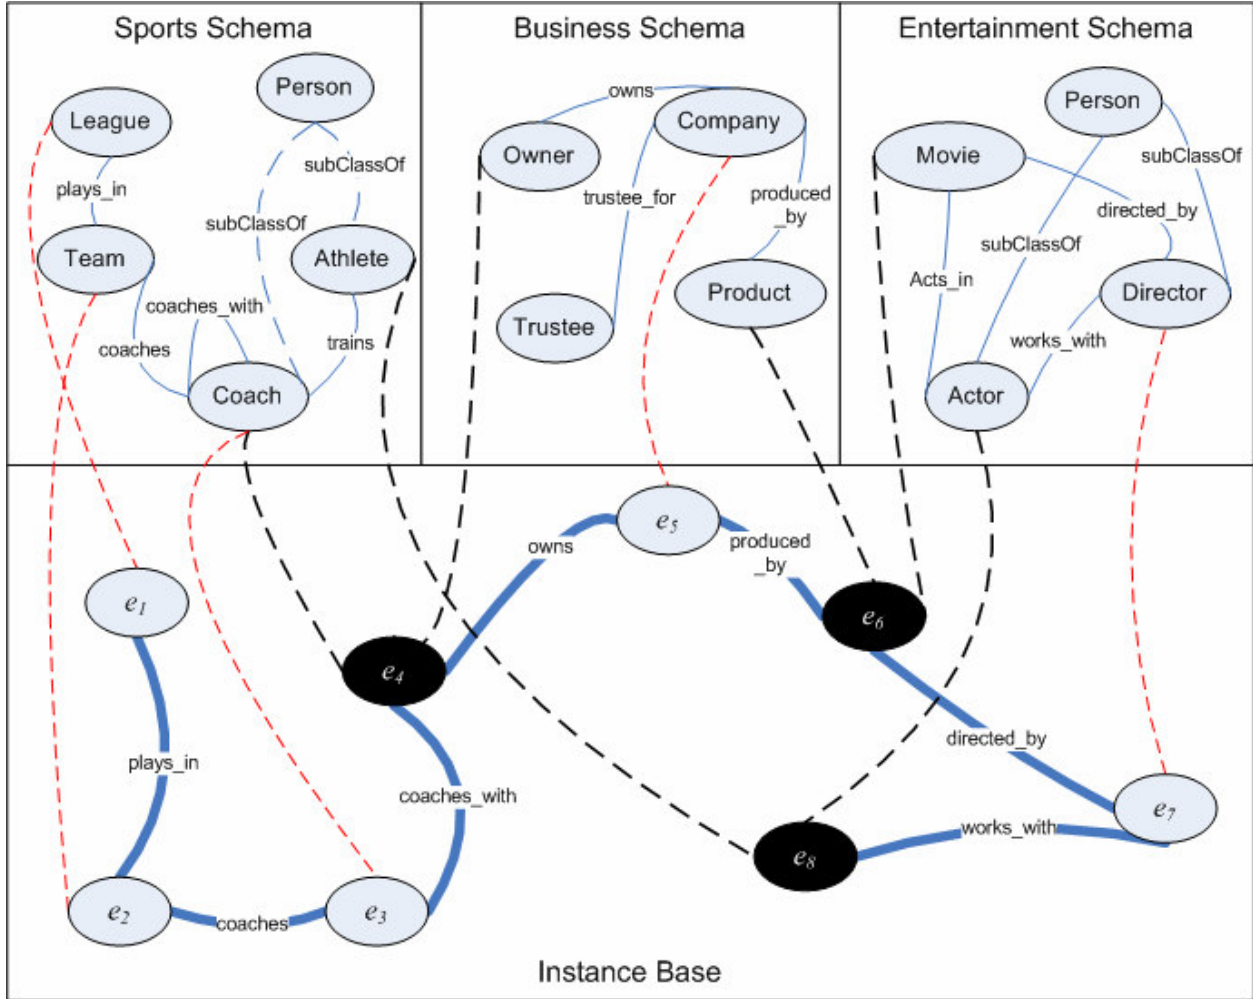 Sports Schema
Business Schema
Entertainment Schema
Person
League
subClassOf
plays_in
subClassOf
Team
Athlete
coaches_with
coaches
trains
Coach
owns
Company
Owner
trustee_for
produced
_by
Product
Trustee
Person
Movie
subClassOf
directed_by
subClassOf
Acts_in
Director
works_with
Actor
e5
owns
produced
_by
e1
e6
e4
plays_in
directed_by
coaches_with
e7
works_with
e8
e2
coaches
e3
Instance Base